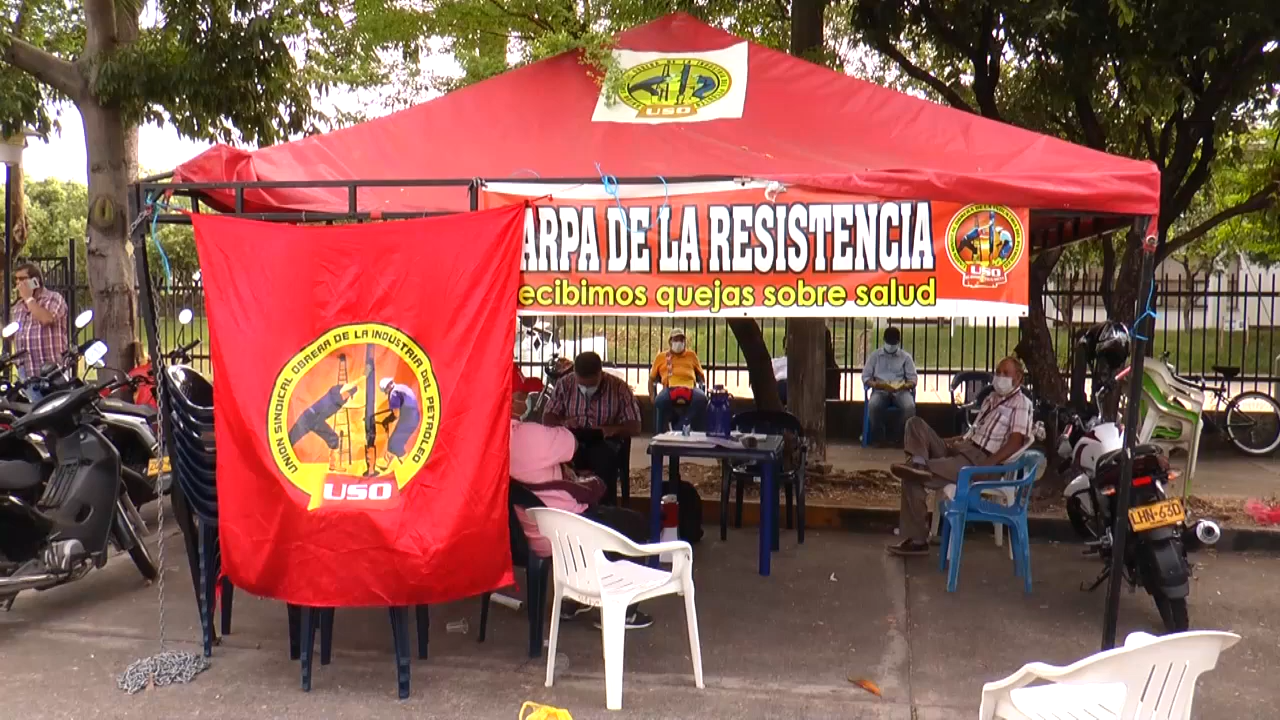 USO
ARPA DE LA RESISTENCIA
ecibimos quejas sobre salud
USO
UNION SINDICAL OBRERA DE LA INDUSTRIA DEL PETROLEO
USO
LHN 63D